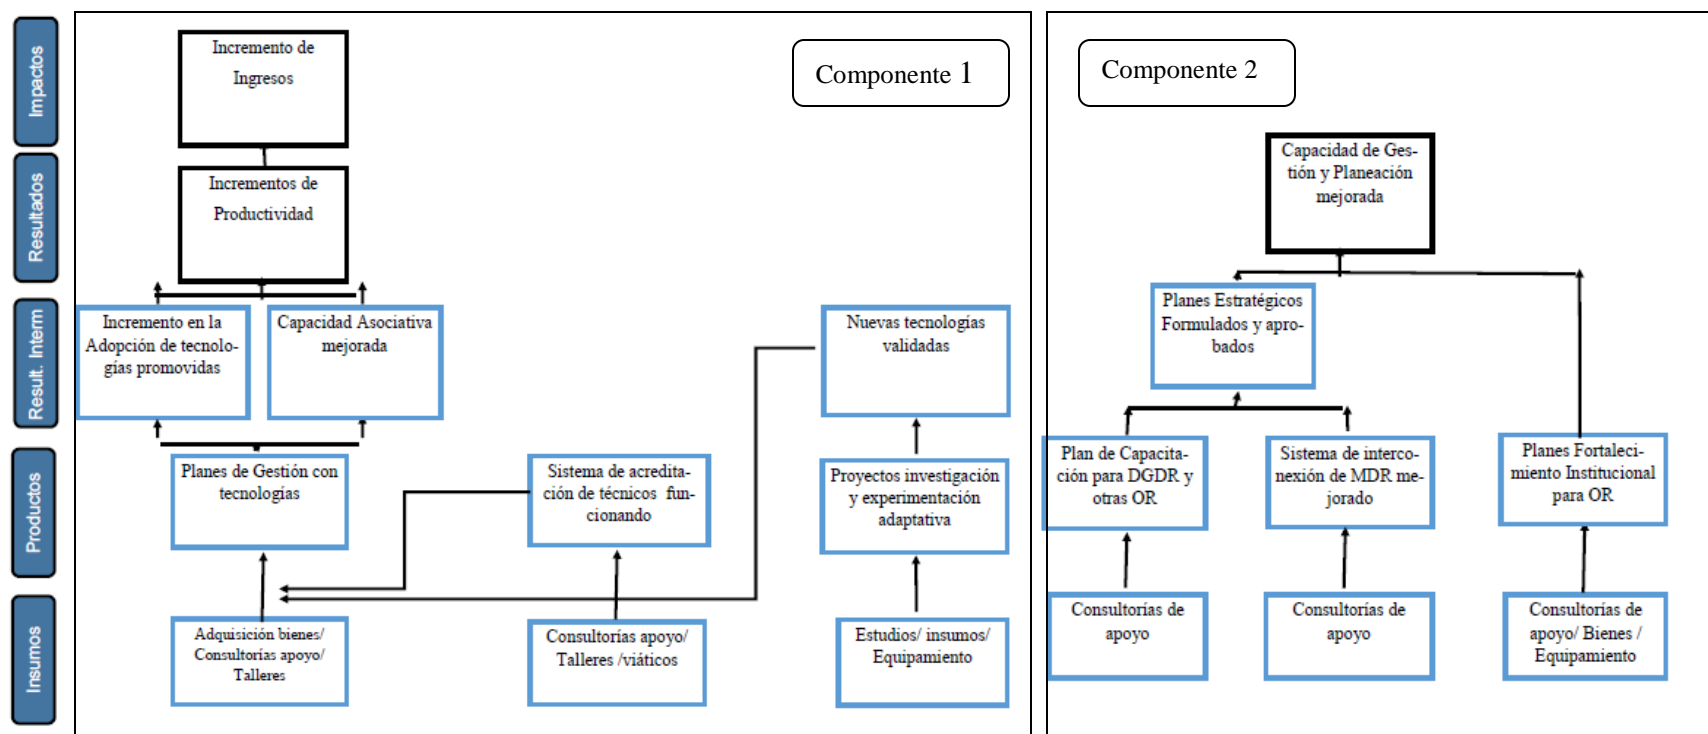 Impactos
Resultados
Result. Interm
Productos
Insumos
Componente 1
Incremento de
Ingresos
Incrementos de
Productividad
Incremento en la
Adopción de tecnolo-
gías promovidas
Capacidad Asociativa
mejorada
Nuevas tecnologías
validadas
Planes de Gestión con
tecnologías
Sistema de acredita-
ción de técnicos fun-
cionando
Proyectos investigación
y experimentación
adaptativa
Adquisición bienes/
Consultorías apoyo/
Talleres
Consultorías apoyo/
Talleres /viáticos
Estudios/ insumos/
Equipamiento
Componente 2
Capacidad de Ges-
tión y Planeación
mejorada
Planes Estratégicos
Formulados y apro-
bados
Plan de Capacita-
ción para DGDR y
otras OR
Sistema de interco-
nexión de MDR me-
jorado
Planes Fortaleci-
miento Institucional
para OR
Consultorías de
apoyo
Consultorías de
apoyo
Consultorías de
apoyo/ Bienes /
Equipamiento